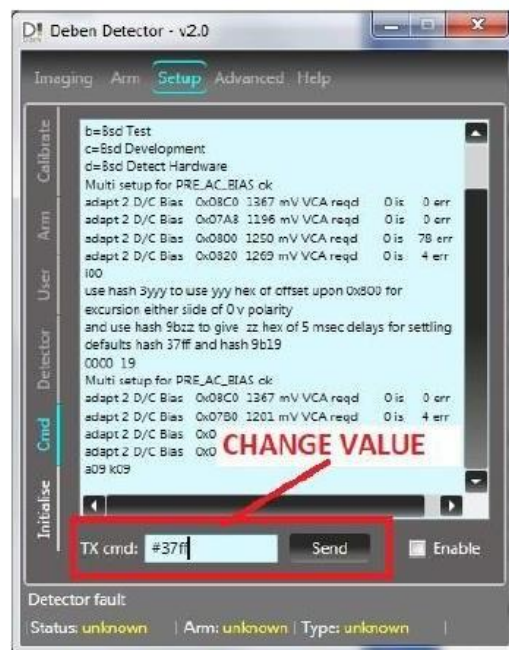 D! Deben Detector - v2.0
Imaging Arm Setup Advanced Help
Calibrate
Arm
User
Detector
Cmd
Initialise
b=Bsd Test
c=Bsd Development
d=Bsd Detect Hardware
Multi setup for PRE_AC_BIAS ok
adapt 2 D/C Bias 0x08C0 1367 mV VCA reqd 0 is 0 err
adapt 2 D/C Bias 0x07A8 1196 mV VCA reqd 0 is 0 err
adapt 2 D/C Bias 0x0800 1250 mV VCA reqd 0 is 78 err
adapt 2 D/C Bias 0x0820 1269 mV VCA reqd 0 is 4 err
i00
use hash 3yyy to use yyy hex of offset upon 0x800 for
excursion either side of 0 v polarity
and use hash 9bzz to give zz hex of 5 msec delays for settling
defaults hash 37ff and hash 9b19
0000 19
Multi setup for PRE_AC_BIAS ok
adapt 2 D/C Bias 0x08C0 1367 mV VCA reqd 0 is 0 err
adapt 2 D/C Bias 0x07B0 1201 mV VCA reqd 0 is 4 err
adapt 2 D/C Bias 0x0
adapt 2 D/C Bias 0x0
CHANGE VALUE
a09 k09
TX cmd: #37ff Send Enable
Detector fault
Status: unknown | Arm: unknown | Type: unknown |